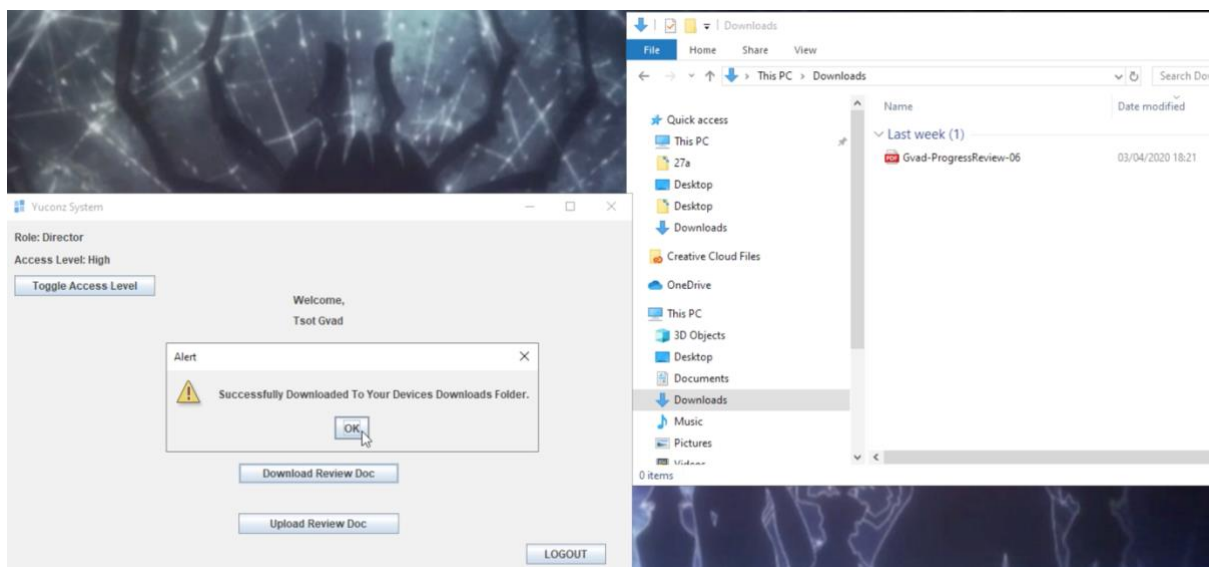 Yuconz System
Role: Director
Access Level: High
Toggle Access Level
Welcome,
Tsot Gvad
Alert
Successfully Downloaded To Your Devices Downloads Folder.
OK
Download Review Doc
Upload Review Doc
LOGOUT
Downloads
File Home Share View
This PC > Downloads
Search Do
Name Date modified
Last week (1)
Gvad-ProgressReview-06 03/04/2020 18:21
Quick access
This PC
27a
Desktop
Desktop
Downloads
Creative Cloud Files
OneDrive
This PC
3D Objects
Desktop
Documents
Downloads
Music
Pictures
Videos
0 items